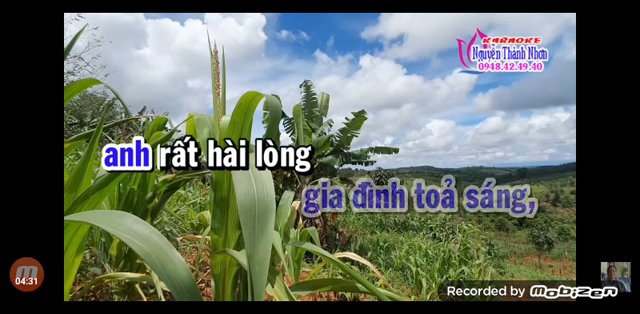 KARAOKE
Nguyễn Thành Nhơn
0948.42.49.40
anh rất hài lòng
gia đình toả sáng,
04:31
Recorded by mobizen